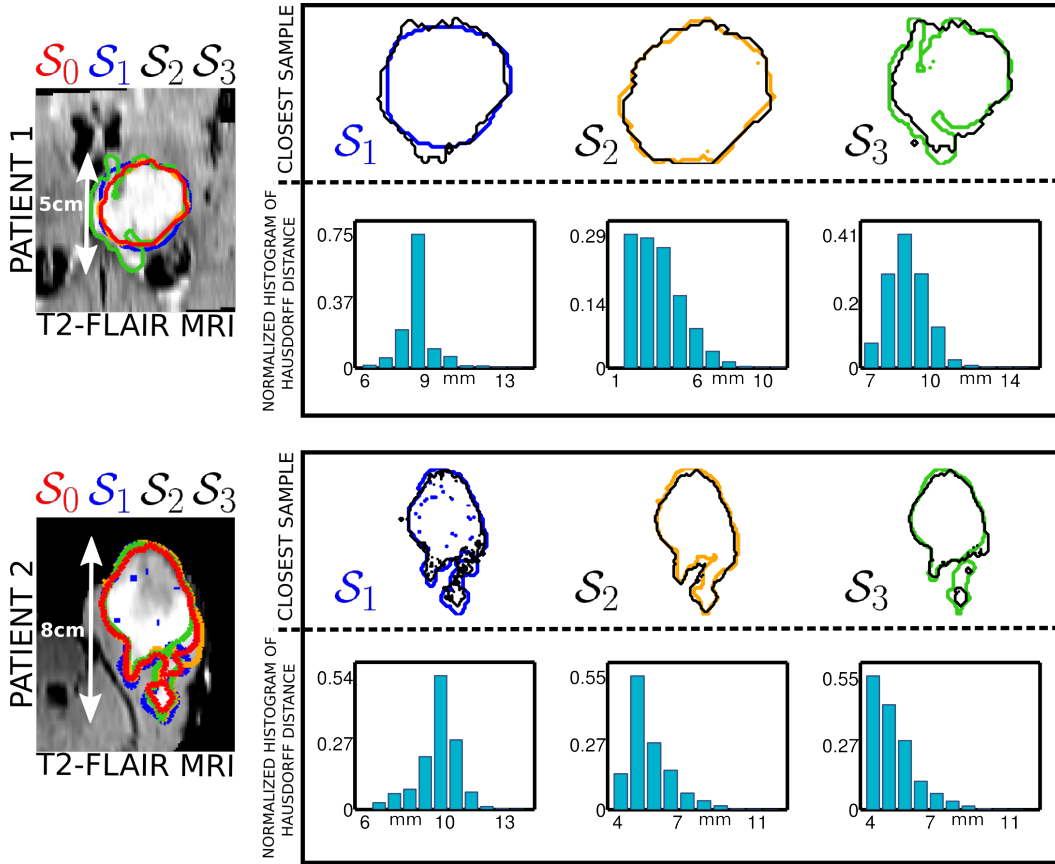 S0 S1 S2 S3
PATIENT 1
5cm
T2-FLAIR MRI
CLOSEST SAMPLE
S1
S2
S3
NORMALIZED HISTOGRAM OF
HAUSDORFF DISTANCE
0.75
0.37
0
6 9 mm 13
0.29
0.14
0
1 6 mm 10
0.41
0.2
0
7 10 mm 14
S0 S1 S2 S3
PATIENT 2
8cm
T2-FLAIR MRI
CLOSEST SAMPLE
S1
S2
S3
NORMALIZED HISTOGRAM OF
HAUSDORFF DISTANCE
0.54
0.27
0
6 mm 10 13
0.55
0.27
0
4 7 mm 11
0.55
0.27
0
4 7 mm 11